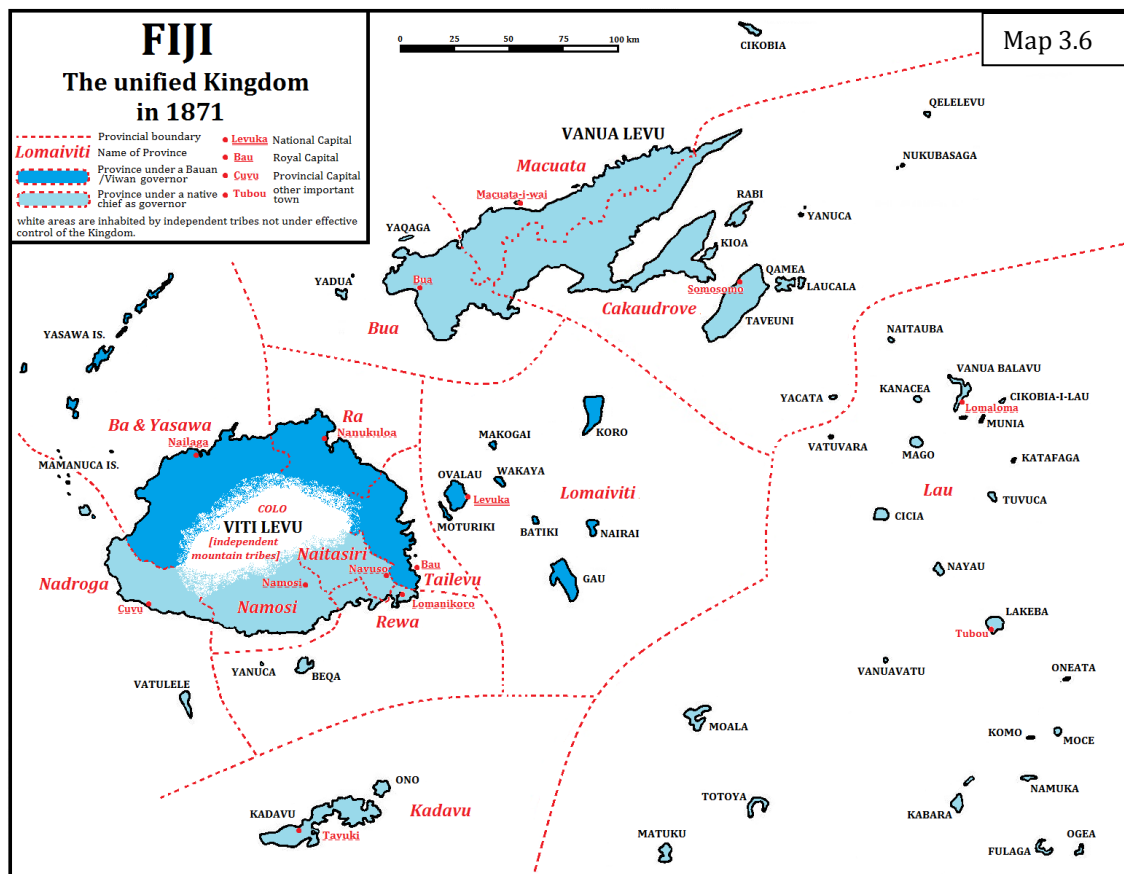 FIJI
The unified Kingdom
in 1871
Provincial boundary
Lomaiviti Name of Province
Province under a Bauan
/Viwan governor
Province under a native
chief as governor
Levuka National Capital
Bau Royal Capital
Cuvu Provincial Capital
Tubou other important
town
white areas are inhabited by independent tribes not under effective
control of the Kingdom.
0 25 50 75 100 km
Map 3.6
CIKOBIA
QELELEVU
VANUA LEVU
NUKUBASAGA
Macuata
Macuata-i-wai
RABI
YANUCA
YAQAGA
KIOA
QAMEA
YADUA
Bua
Somosomo
LAUCALA
Cakaudrove
TAVEUNI
Bua
YASAWA IS.
NAITAUBA
VANUA BALAVU
KANACEA
CIKOBIA-I-LAU
YACATA
Lomaloma
MUNIA
Ba & Yasawa
Ra
Nanukuloa
KORO
Nailaga
MAKOGAI
VATUVARA
MAGO
MAMANUCA IS.
KATAFAGA
OVALAU
WAKAYA
Levuka
Lomaiviti
Lau
TUVUCA
COLO
VITI LEVU
[independent
mountain tribes]
MOTURIKI
BATIKI
NAIRAI
CICIA
Naitasiri
Nadroga
Namosi
Navuso
Bau
Tailevu
GAU
NAYAU
Cuvu
Namosi
Lomanikoro
Rewa
LAKEBA
Tubou
YANUCA
BEQA
VANUAVATU
ONEATA
VATULELE
MOALA
KOMO
MOCE
ONO
KADAVU
Kadavu
Tavuki
TOTOYA
NAMUKA
KABARA
MATUKU
OGEA
FULAGA